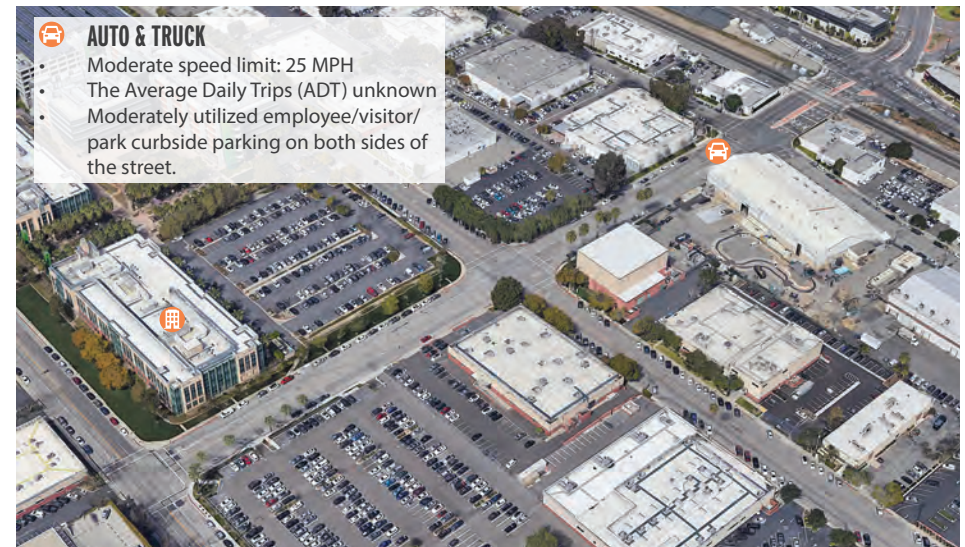 AUTO & TRUCK
• Moderate speed limit: 25 MPH
• The Average Daily Trips (ADT) unknown
• Moderately utilized employee/visitor/
park curbside parking on both sides of
the street.